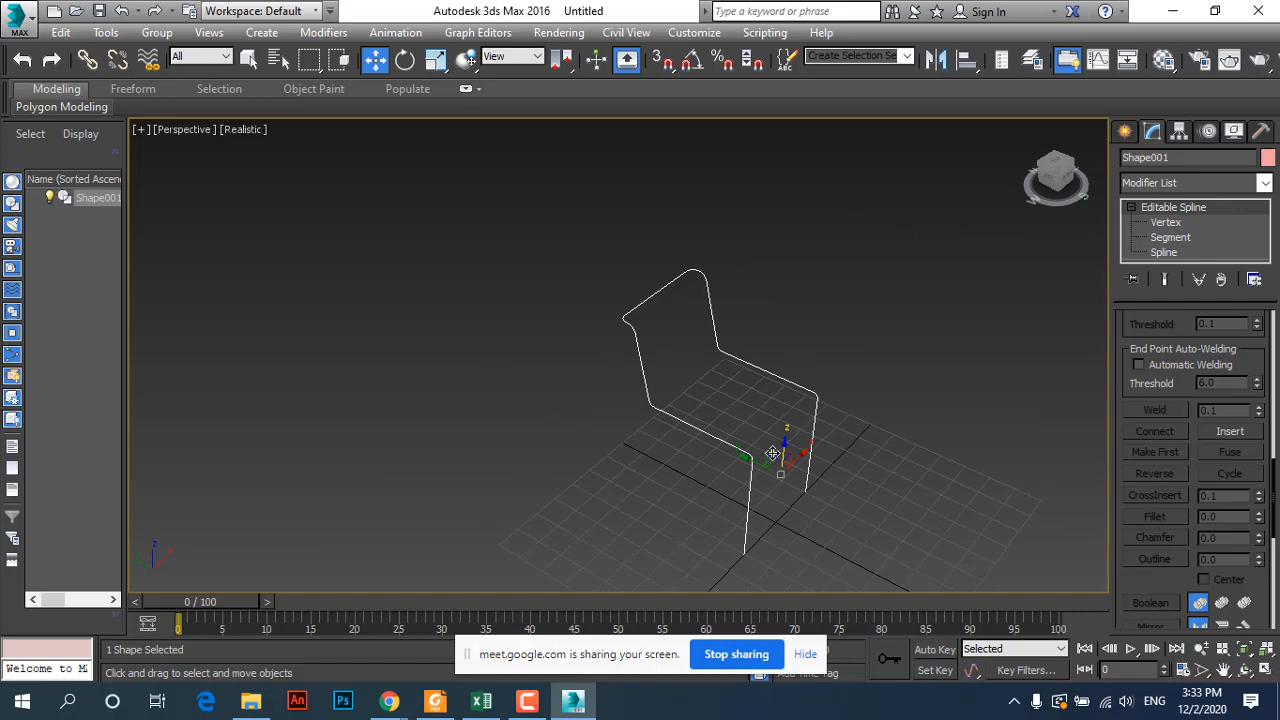 MAX
Workspace: Default
Autodesk 3ds Max 2016
Untitled
Type a keyword or phrase
Sign In
Edit
Tools
Group
Views
Create
Modifiers
Animation
Graph Editors
Rendering
Civil View
Customize
Scripting
Help
All
View
3
Create Selection Se
Modeling
Freeform
Selection
Object Paint
Populate
Polygon Modeling
Select
Display
Name (Sorted Ascen
Shape001
[+] [Perspective ] [Realistic ]
z
z
Shape001
Modifier List
Editable Spline
Vertex
Segment
Spline
Threshold
0.1
End Point Auto-Welding
Automatic Welding
Threshold
6.0
Weld
0.1
Connect
Insert
Make First
Fuse
Reverse
Cycle
CrossInsert
0.1
Fillet
0.0
Chamfer
0.0
Outline
0.0
Center
Boolean
Mirror
0 / 100
0
5
10
15
20
25
30
35
40
45
50
55
60
65
70
75
80
85
90
95
100
Welcome to M
1 Shape Selected
Click and drag to select and move objects
meet.google.com is sharing your screen.
Stop sharing
Hide
Add Time Tag
Auto Key
Selected
Set Key
Key Filters...
0
An
Ps
ENG
3:33 PM
12/2/2020